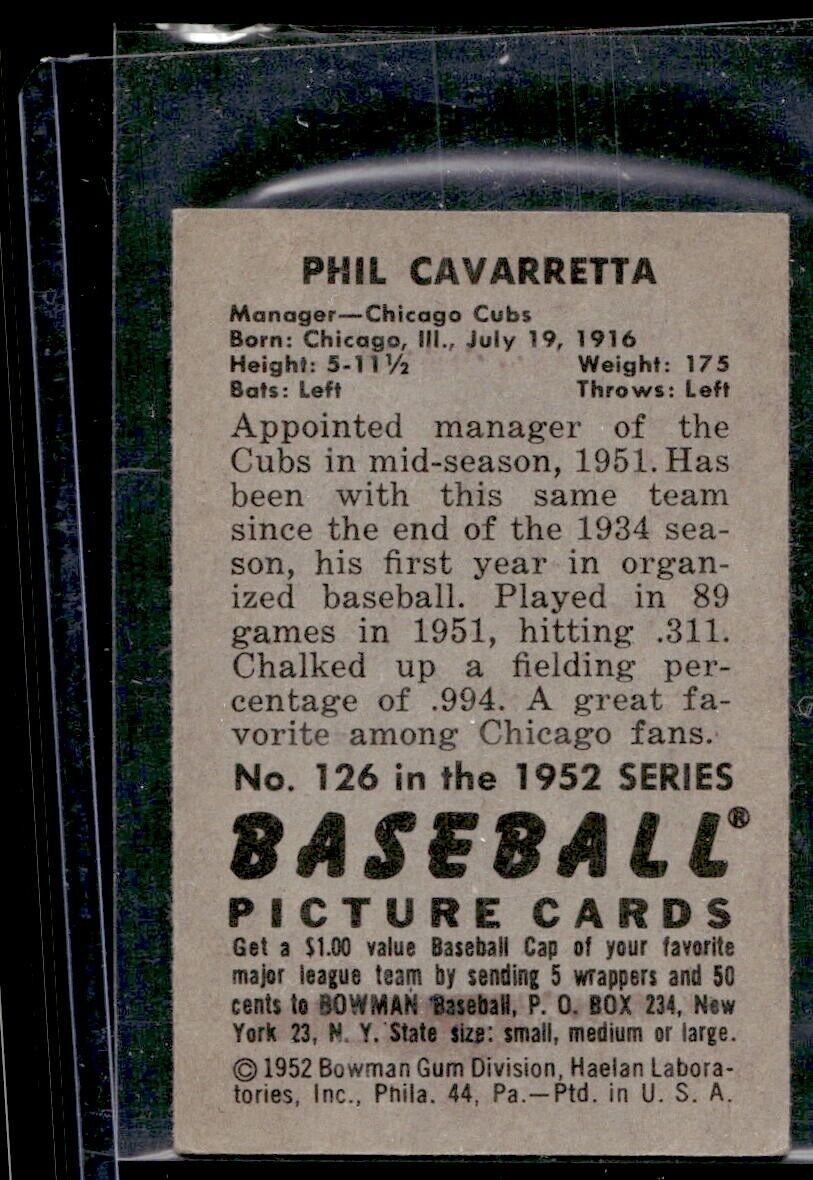 PHIL CAVARRETTA
Manager—Chicago Cubs
Born: Chicago, Ill., July 19, 1916
Height: 5-11½ Weight: 175
Bats: Left Throws: Left
Appointed manager of the
Cubs in mid-season, 1951. Has
been with this same team
since the end of the 1934 sea-
son, his first year in organ-
ized baseball. Played in 89
games in 1951, hitting .311.
Chalked up a fielding per-
centage of .994. A great fa-
vorite among Chicago fans.
No. 126 in the 1952 SERIES
BASEBALL®
PICTURE CARDS
Get a $1.00 value Baseball Cap of your favorite
major league team by sending 5 wrappers and 50
cents to BOWMAN Baseball, P. O. BOX 234, New
York 23, N. Y. State size: small, medium or large.
© 1952 Bowman Gum Division, Haelan Labora-
tories, Inc., Phila. 44, Pa.—Ptd. in U. S. A.